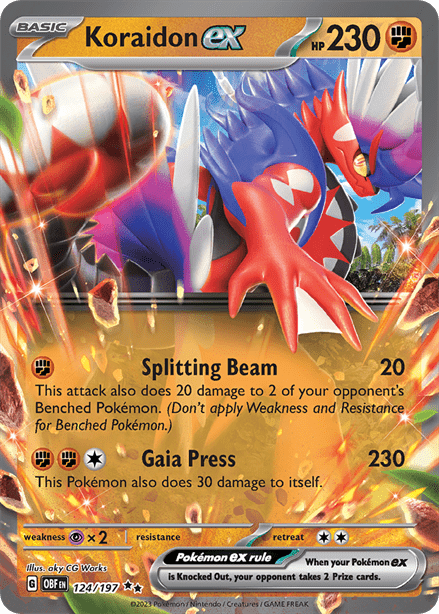 BASIC
Koraidon ex
HP 230
Splitting Beam 20
This attack also does 20 damage to 2 of your opponent's
Benched Pokémon. (Don't apply Weakness and Resistance
for Benched Pokémon.)
Gaia Press 230
This Pokémon also does 30 damage to itself.
weakness ×2 resistance retreat
Illus. aky CG Works
Pokémon ex rule
When your Pokémon ex
is Knocked Out, your opponent takes 2 Prize cards.
G OBF EN 124/197
©2023 Pokémon / Nintendo / Creatures / GAME FREAK